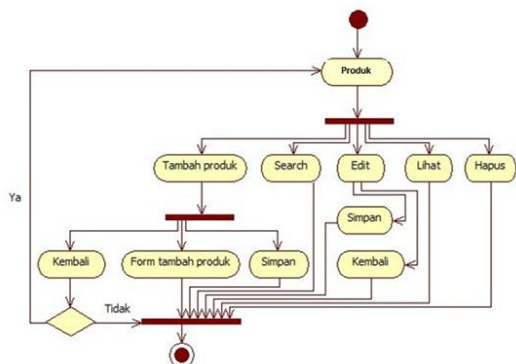 Produk
Tambah produk
Search
Edit
Lihat
Hapus
Ya
Simpan
Kembali
Form tambah produk
Simpan
Kembali
Tidak